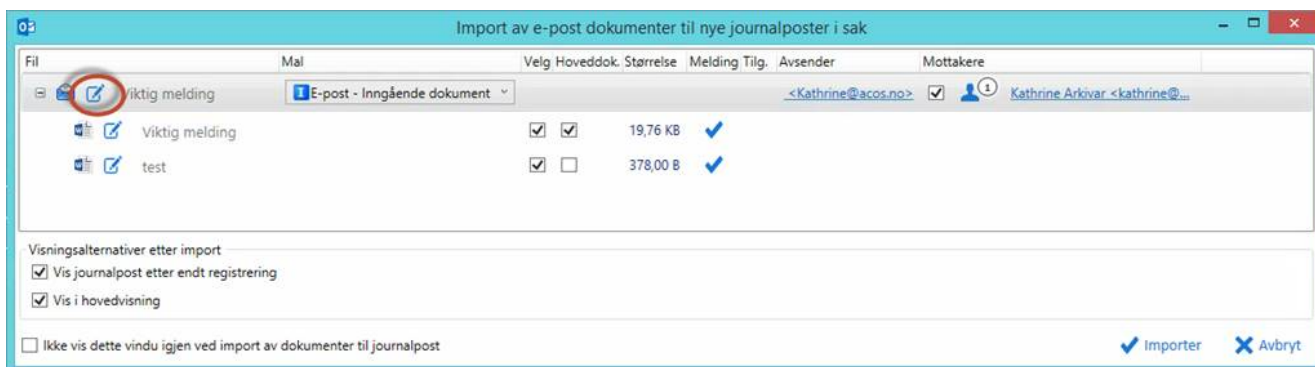 Import av e-post dokumenter til nye journalposter i sak
Fil Mal Velg Hoveddok. Størrelse Melding Tilg. Avsender Mottakere
Viktig melding E-post - Inngående dokument <Kathrine@acos.no> 1 Kathrine Arkivar <kathrine@...
Viktig melding 19,76 KB
test 378,00 B
Visningsalternativer etter import
Vis journalpost etter endt registrering
Vis i hovedvisning
Ikke vis dette vindu igjen ved import av dokumenter til journalpost Importer Avbryt